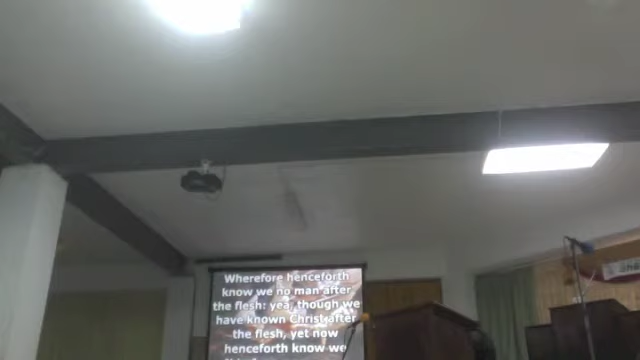 Wherefore henceforth
know we no man after
the flesh: yea, though we
have known Christ after
the flesh, yet now
henceforth know we